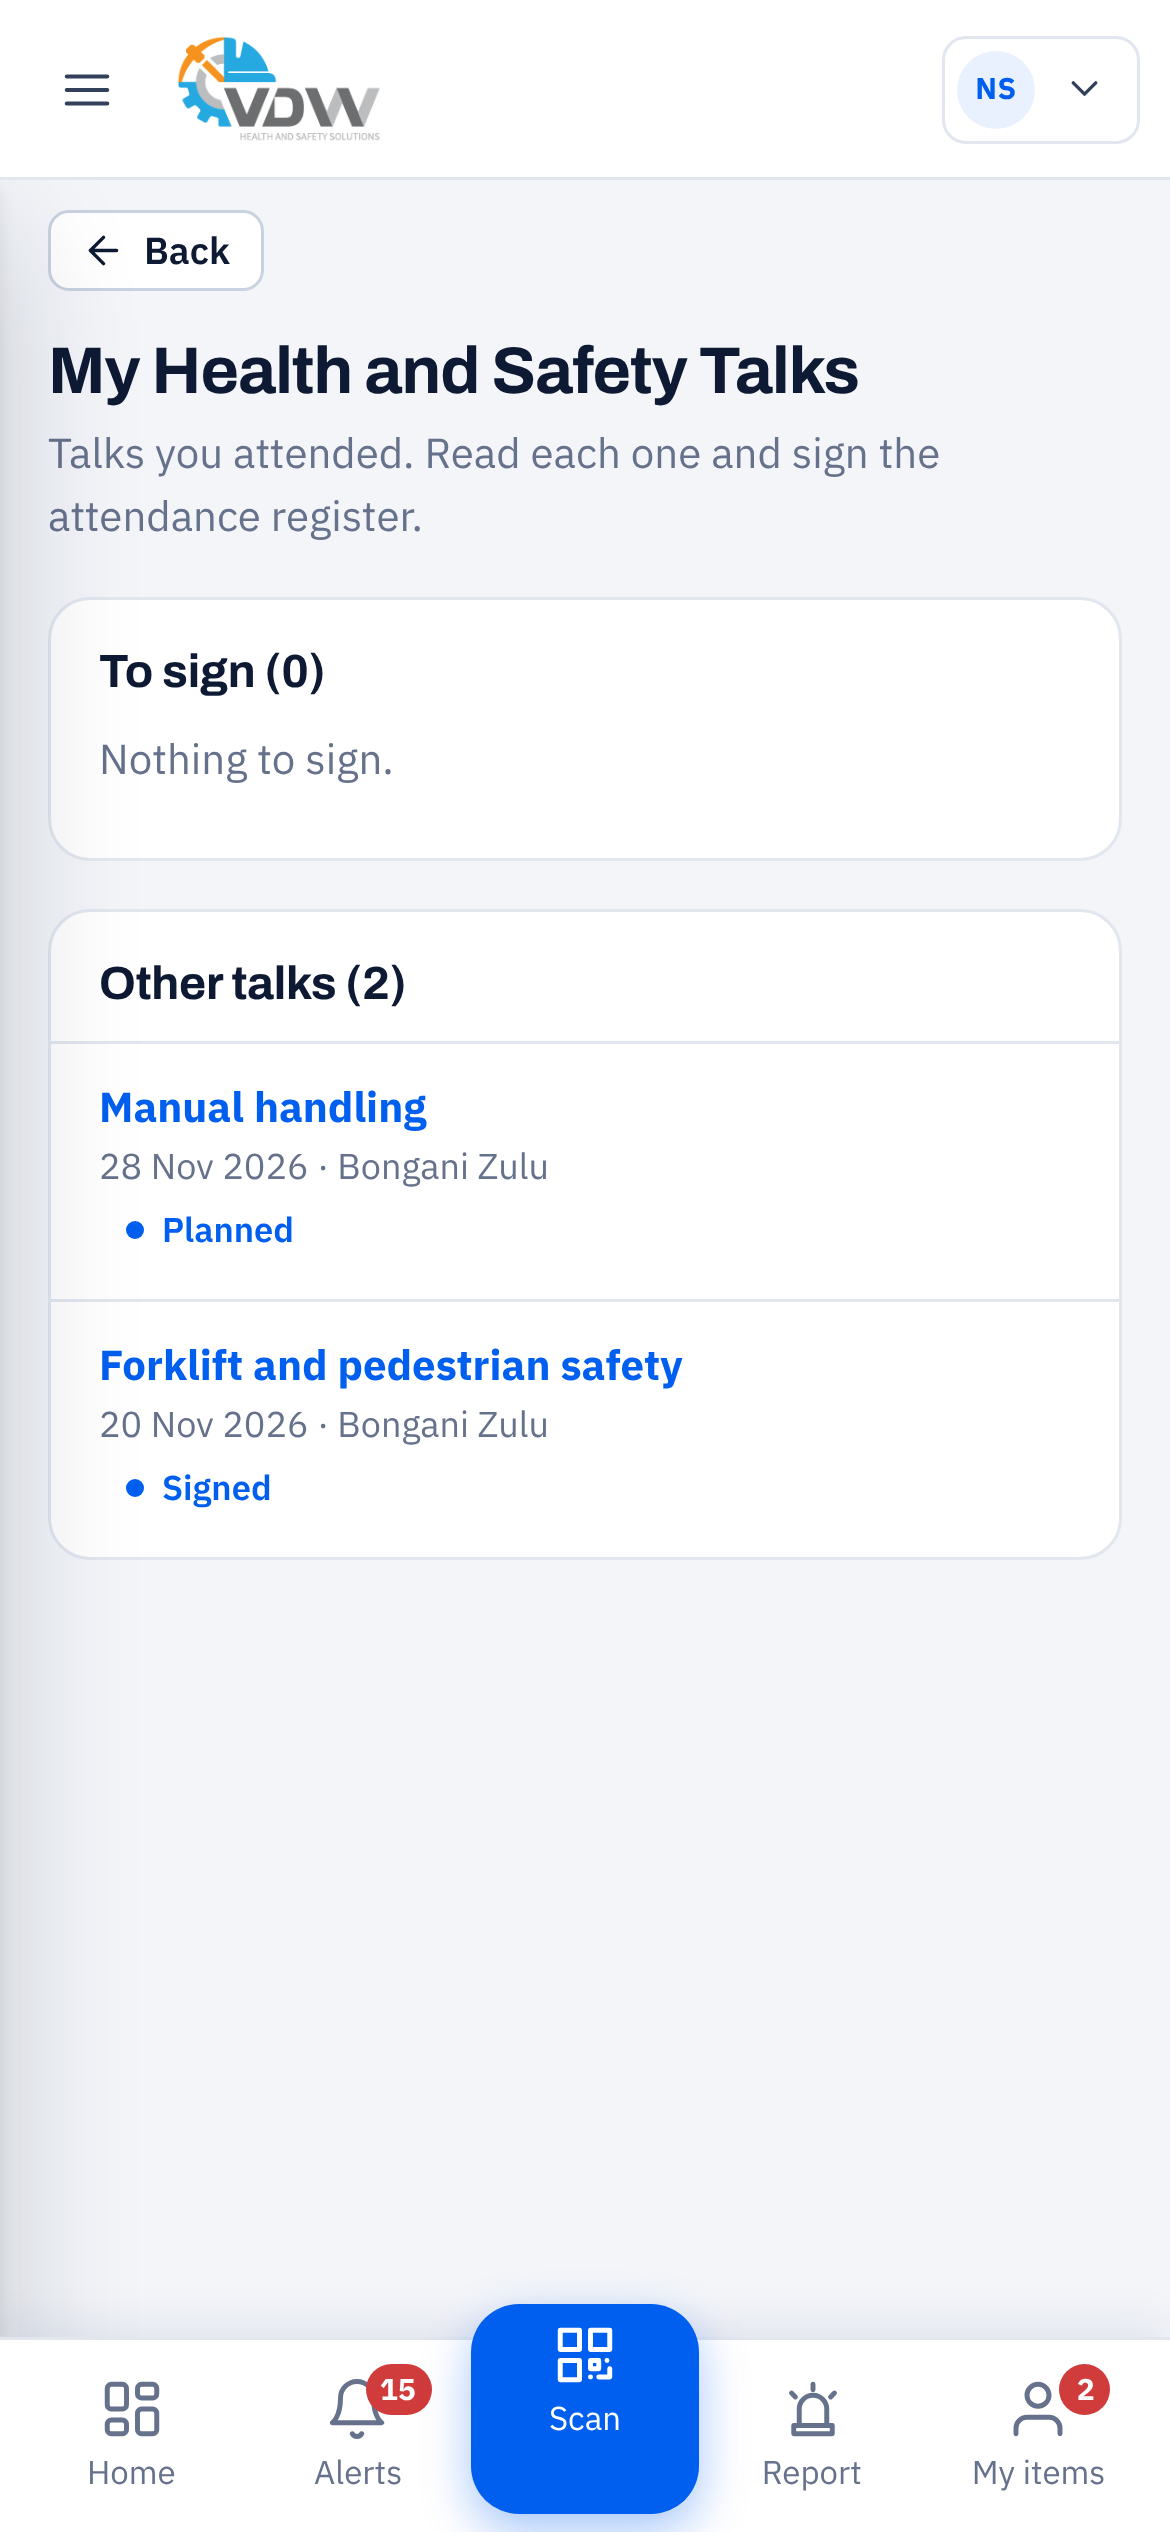 VDW
HEALTH AND SAFETY SOLUTIONS
NS
Back
My Health and Safety Talks
Talks you attended. Read each one and sign the
attendance register.
To sign (0)
Nothing to sign.
Other talks (2)
Manual handling
28 Nov 2026 · Bongani Zulu
Planned
Forklift and pedestrian safety
20 Nov 2026 · Bongani Zulu
Signed
15
2
Home
Alerts
Scan
Report
My items